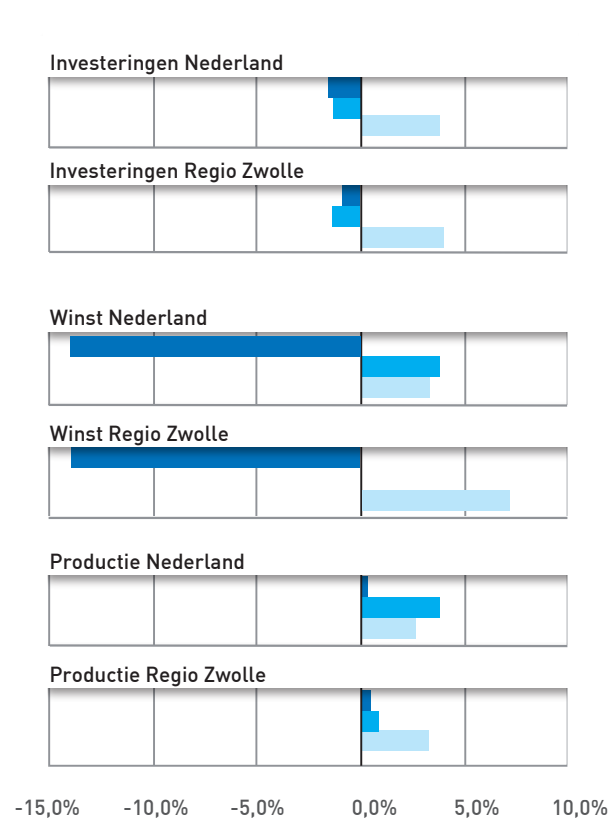 Investeringen Nederland
Investeringen Regio Zwolle
Winst Nederland
Winst Regio Zwolle
Productie Nederland
Productie Regio Zwolle
-15,0% -10,0% -5,0% 0,0% 5,0% 10,0%